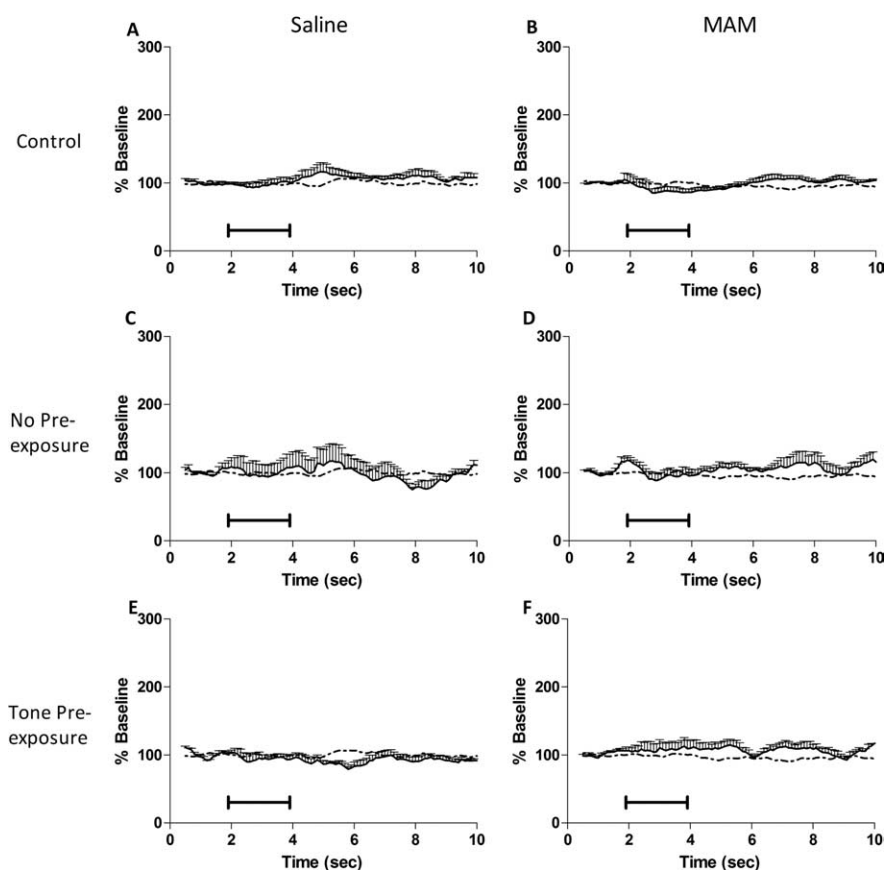 Saline
MAM
Control
A
300
200
100
0
% Baseline
0 2 4 6 8 10
Time (sec)
B
300
200
100
0
% Baseline
0 2 4 6 8 10
Time (sec)
No Pre-
exposure
C
300
200
100
0
% Baseline
0 2 4 6 8 10
Time (sec)
D
300
200
100
0
% Baseline
0 2 4 6 8 10
Time (sec)
Tone Pre-
exposure
E
300
200
100
0
% Baseline
0 2 4 6 8 10
Time (sec)
F
300
200
100
0
% Baseline
0 2 4 6 8 10
Time (sec)